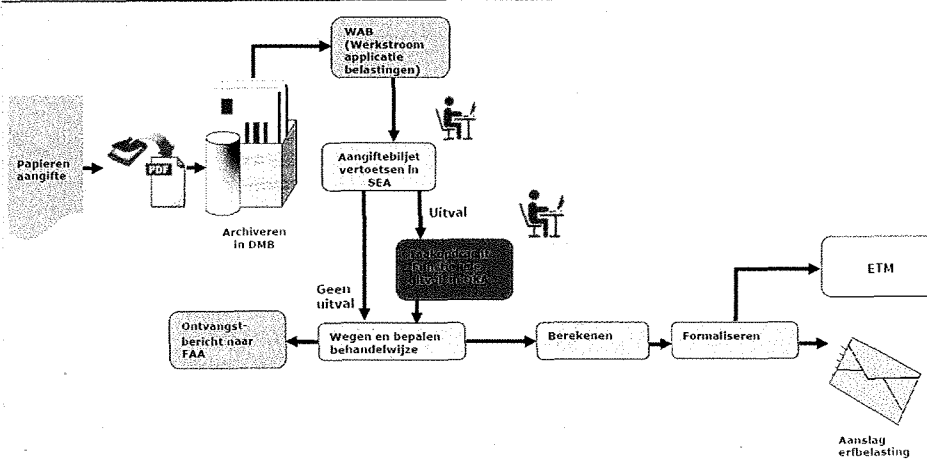 WAB
(Werkstroom
applicatie
belastingen)
Papieren
aangifte
PDF
Archiveren
in DMB
Aangiftebiljet
vertoetsen in
SEA
Uitval
Geen
uitval
Ontvangst-
bericht naar
FAA
Wegen en bepalen
behandelwijze
Berekenen
Formaliseren
ETM
Aanslag
erfbelasting